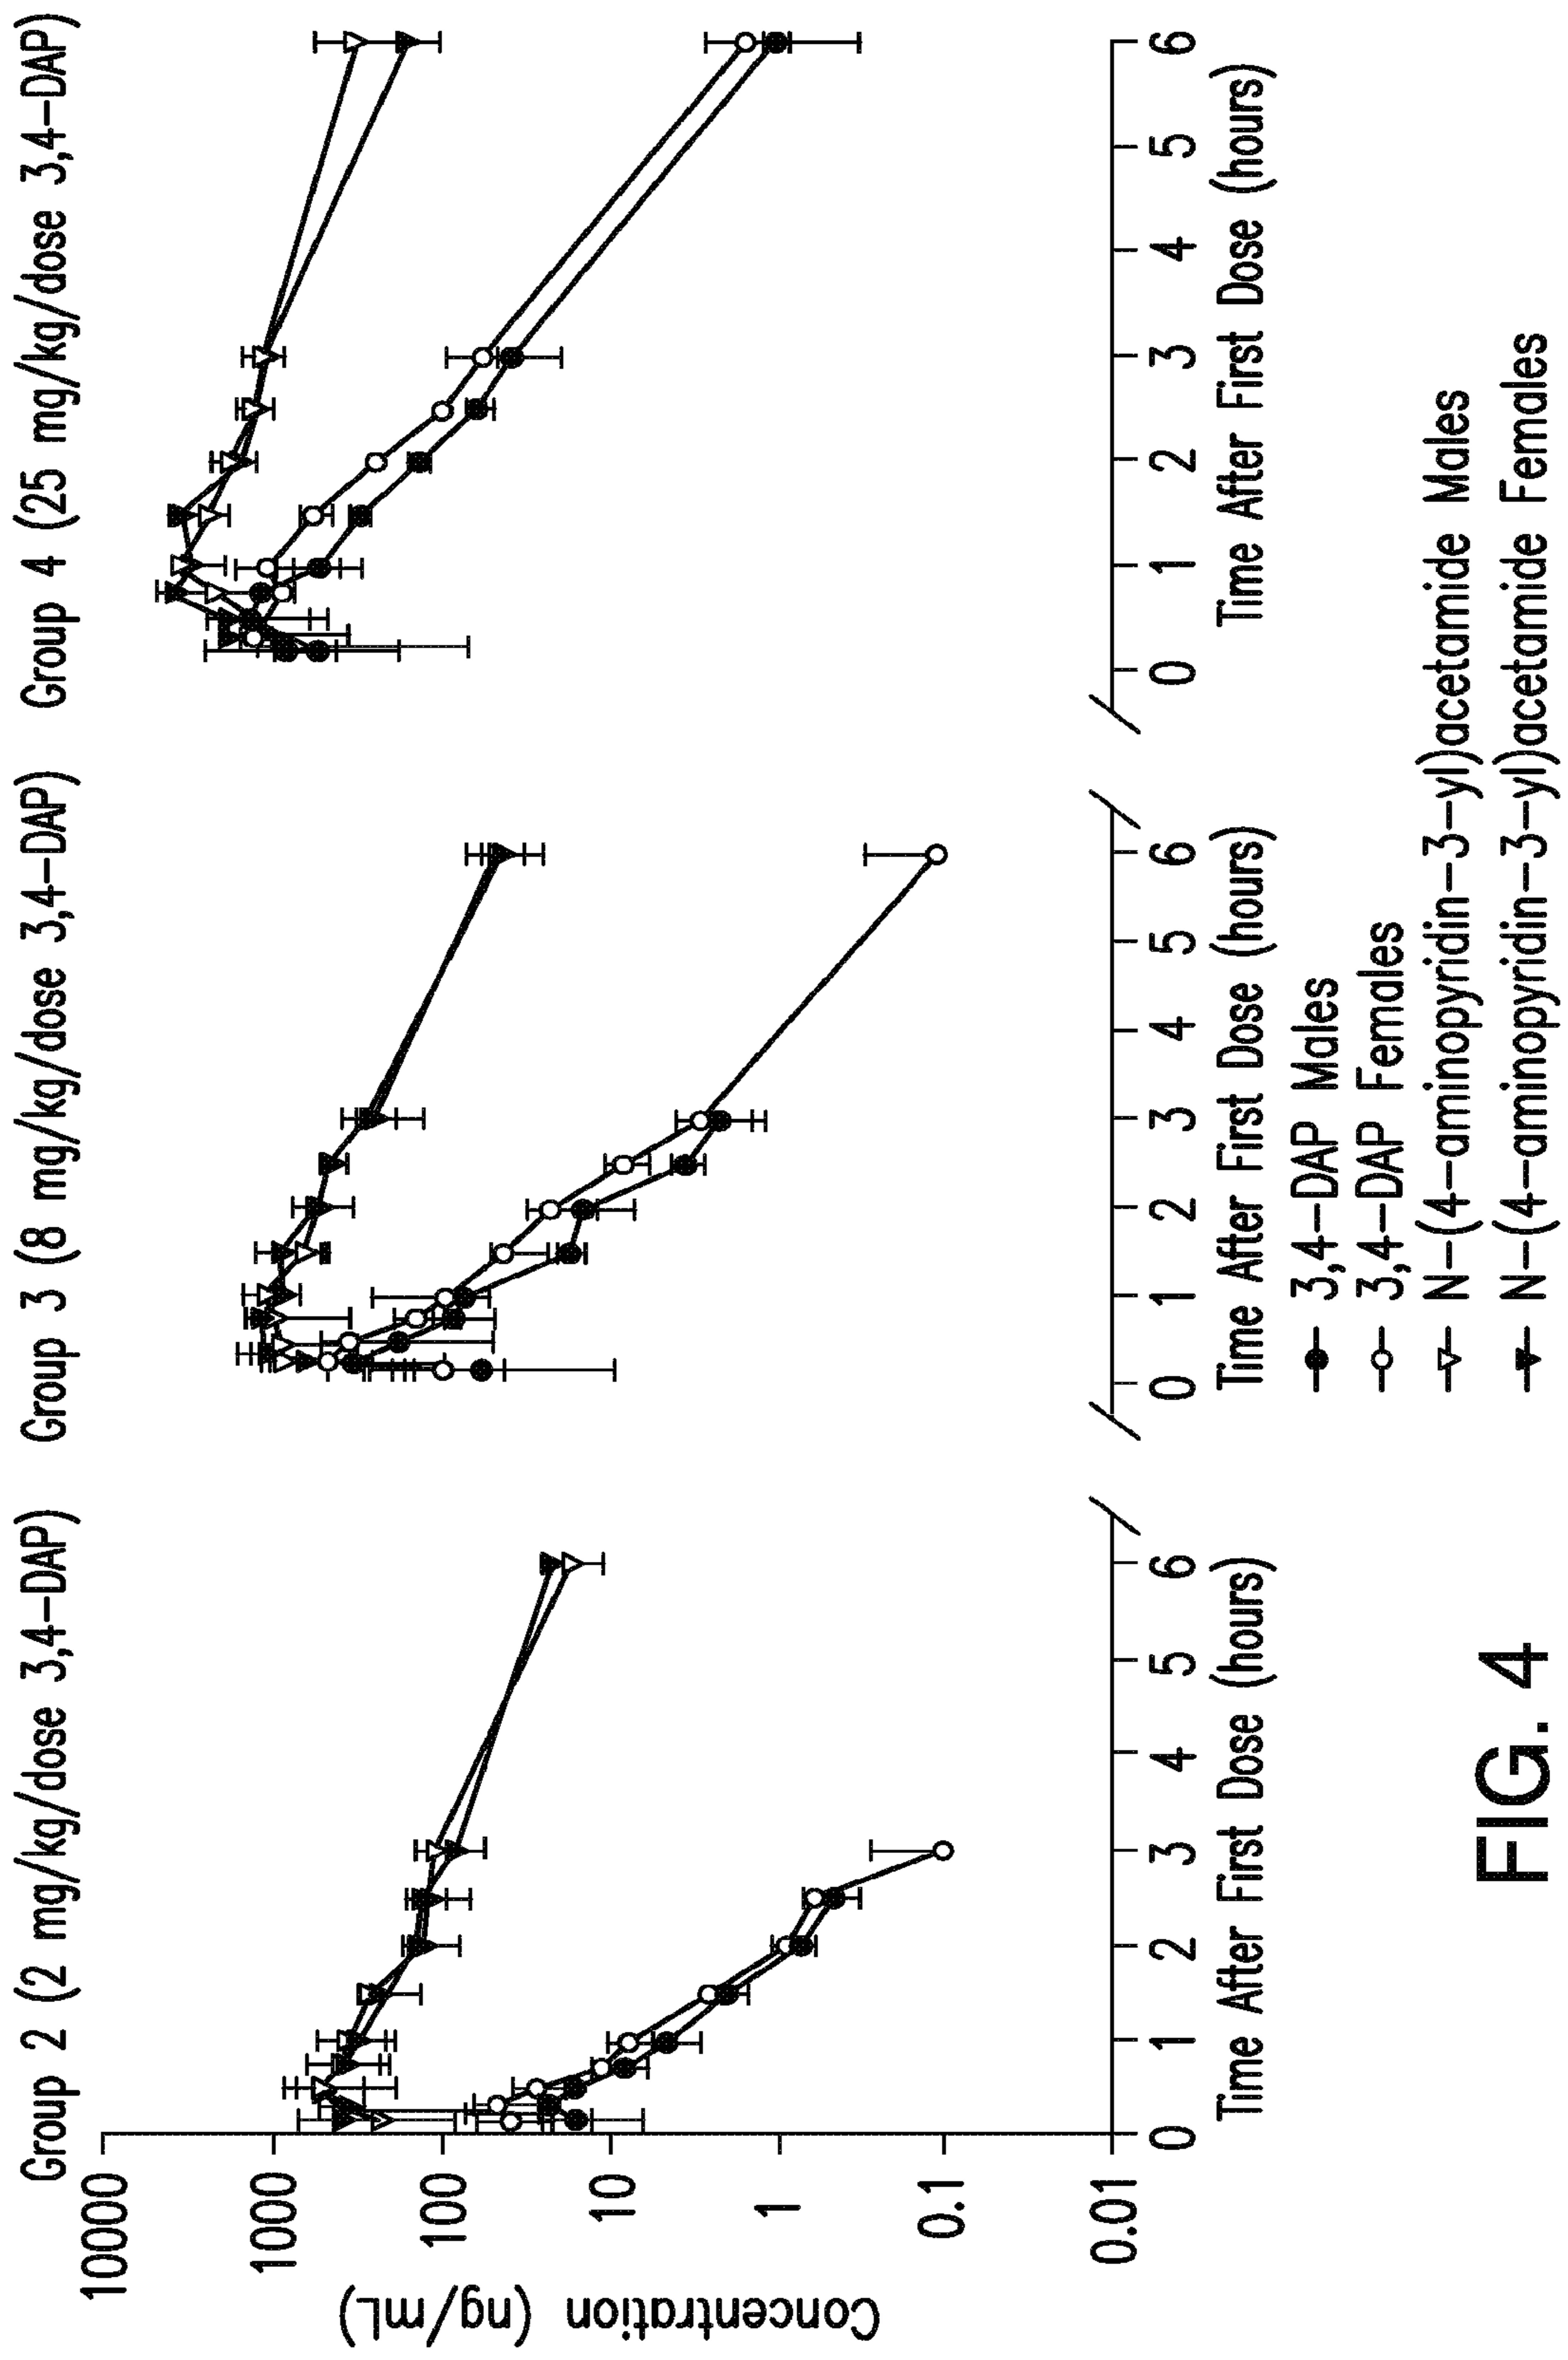 Group 2 (2 mg/kg/dose 3,4-DAP)
Group 3 (8 mg/kg/dose 3,4-DAP)
Group 4 (25 mg/kg/dose 3,4-DAP)
Concentration (ng/mL)
10000
1000
100
10
1
0.1
0.01
0 1 2 3 4 5 6
0 1 2 3 4 5 6
0 1 2 3 4 5 6
Time After First Dose (hours)
Time After First Dose (hours)
Time After First Dose (hours)
3,4-DAP Males
3,4-DAP Females
N-(4-aminopyridin-3-yl)acetamide Males
N-(4-aminopyridin-3-yl)acetamide Females
FIG. 4